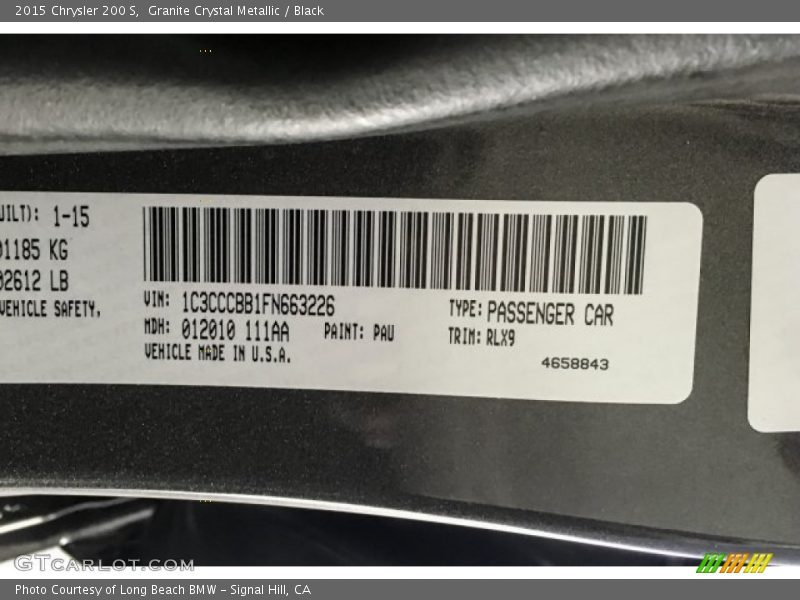 2015 Chrysler 200 S,  Granite Crystal Metallic / Black
UILT): 1-15
01185 KG
02612 LB
VEHICLE SAFETY,
VIN: 1C3CCCBB1FN663226
TYPE: PASSENGER CAR
MDH: 012010 111AA PAINT: PAU
TRIM: RLX9
VEHICLE MADE IN U.S.A.
4658843
GTCARLOT.COM
Photo Courtesy of Long Beach BMW - Signal Hill, CA